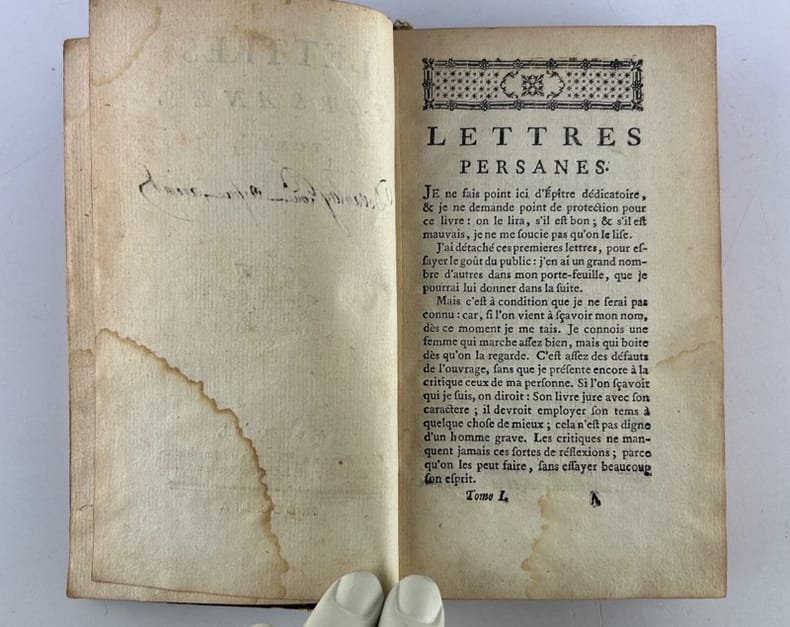 LETTRES
PERSANES.
JE ne fais point ici d'Épître dédicatoire,
& je ne demande point de protection pour
ce livre : on le lira, s'il eſt bon ; & s'il eſt
mauvais, je ne me ſoucie pas qu'on le liſe.
J'ai détaché ces premieres lettres, pour eſ-
ſayer le goût du public : j'en ai un grand nom-
bre d'autres dans mon porte-feuille, que je
pourrai lui donner dans la ſuite.
Mais c'eſt à condition que je ne ſerai pas
connu : car, ſi l'on vient à ſçavoir mon nom,
dès ce moment je me tais. Je connois une
femme qui marche aſſez bien, mais qui boite
dès qu'on la regarde. C'eſt aſſez des défauts
de l'ouvrage, ſans que je préſente encore à la
critique ceux de ma perſonne. Si l'on ſçavoit
qui je ſuis, on diroit : Son livre jure avec ſon
caractere ; il devroit employer ſon tems à
quelque choſe de mieux ; cela n'eſt pas digne
d'un homme grave. Les critiques ne man-
quent jamais ces ſortes de réflexions ; parce
qu'on les peut faire, ſans eſſayer beaucoup
ſon eſprit.
Tome I. A